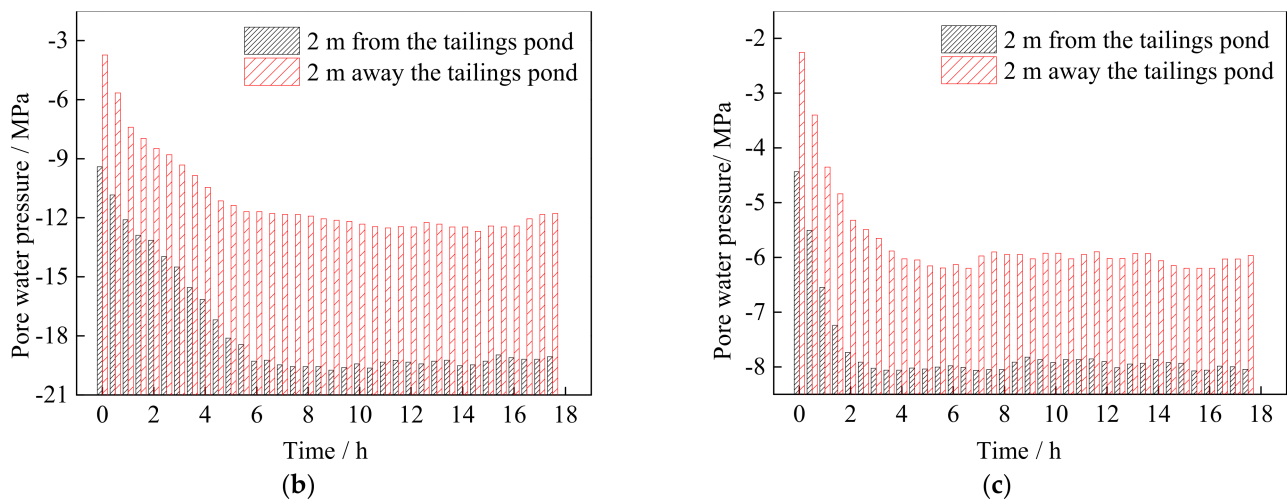 2 m from the tailings pond
2 m away the tailings pond
Pore water pressure / MPa
-3
-6
-9
-12
-15
-18
-21
0 2 4 6 8 10 12 14 16 18
Time / h
(b)
2 m from the tailings pond
2 m away the tailings pond
Pore water pressure/ MPa
-2
-3
-4
-5
-6
-7
-8
0 2 4 6 8 10 12 14 16 18
Time / h
(c)